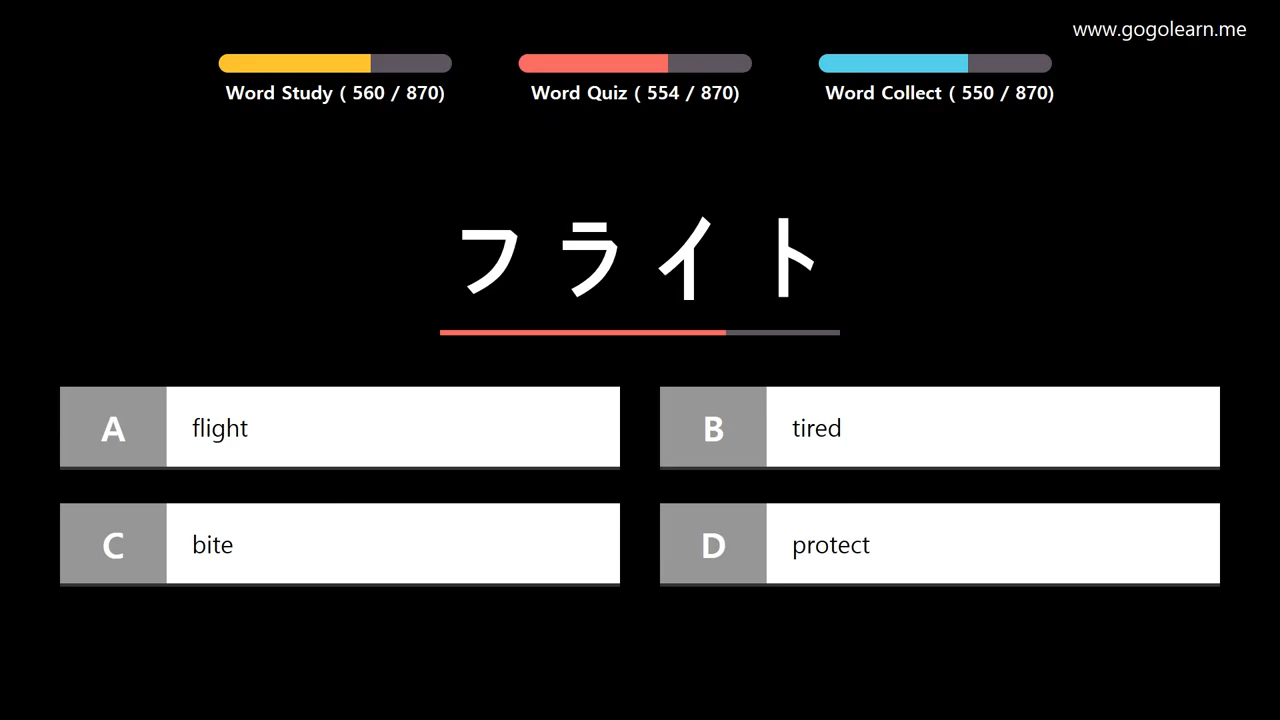 www.gogolearn.me
Word Study ( 560 / 870)
Word Quiz ( 554 / 870)
Word Collect ( 550 / 870)
フライト
A flight
B tired
C bite
D protect